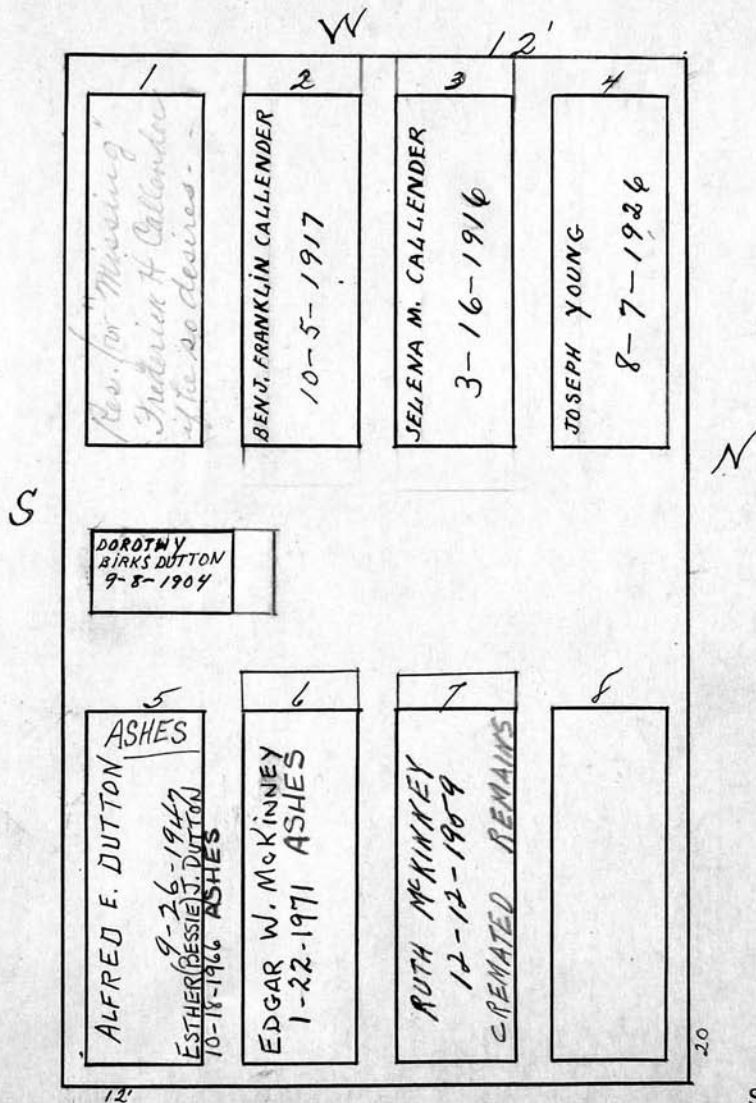 W
12'
1
2
3
4
Res. for "Missing"
Frederick H Callender
if he so desires.-
BENJ. FRANKLIN CALLENDER
10-5-1917
SELENA M. CALLENDER
3-16-1916
JOSEPH YOUNG
8-7-1926
S
N
DOROTHY
BIRKS DUTTON
9-8-1904
5
6
7
8
ASHES
ALFRED E. DUTTON
9-26-1947
ESTHER(BESSIE)J. DUTTON
10-18-1966 ASHES
EDGAR W. McKINNEY
1-22-1971 ASHES
RUTH McKINNEY
12-12-1959
CREMATED REMAINS
20
12'